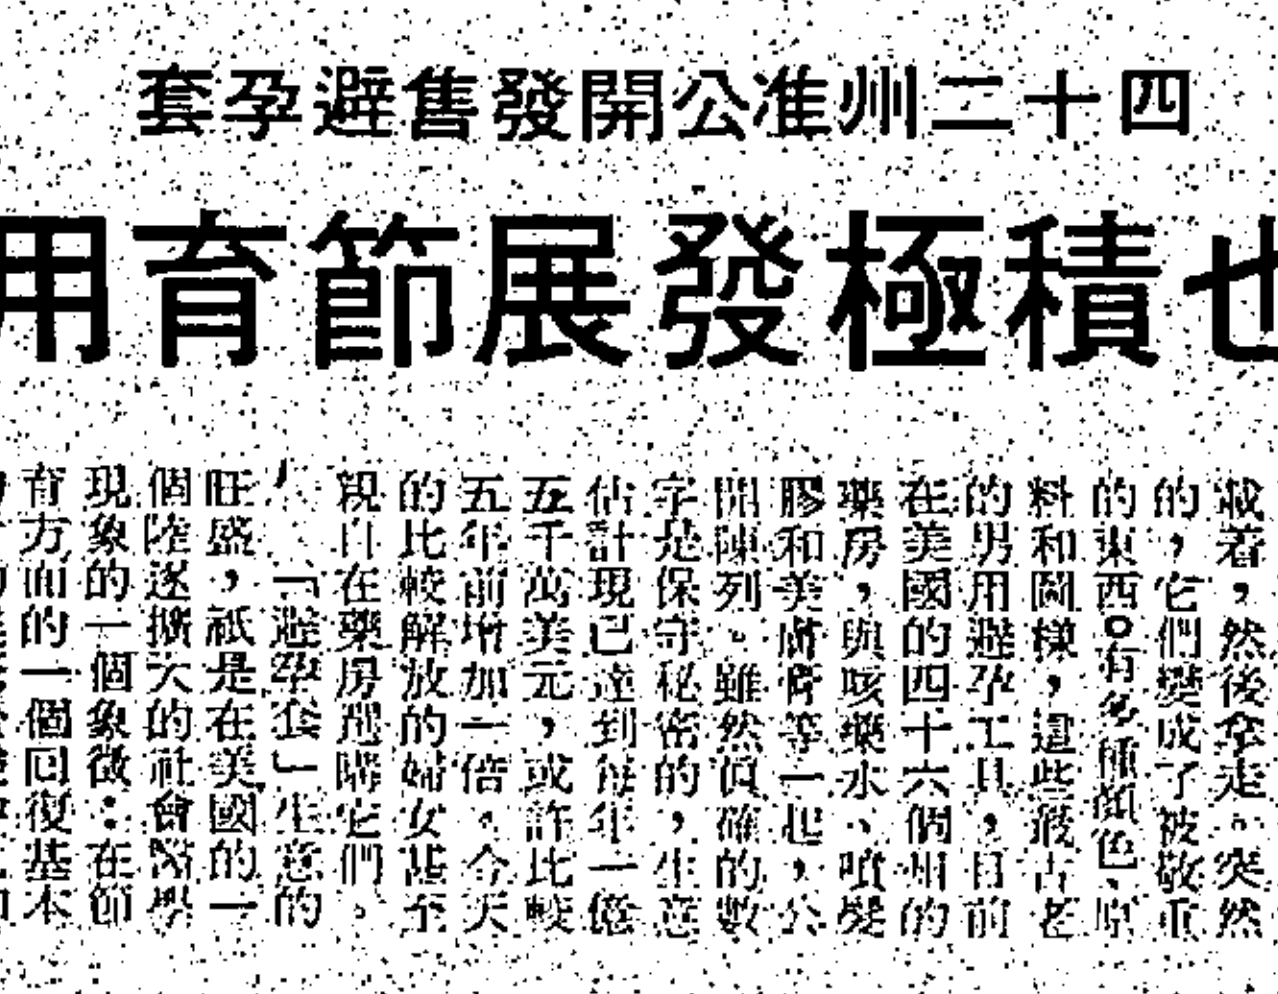 四十二州准公開發售避孕套
也積極發展節育用
載着，然後拿走。突然
的，它們變成了被敬重
的東西。有多種顏色、原
料和圖樣，這些最古老
的男用避孕工具，目前
在美國的四十六個州的
藥房，與咳藥水、噴髮
膠和美膚膏等一起，公
開陳列。雖然眞確的數
字是保守秘密的，生意
估計現已達到每年一億
五千萬美元，或許比較
五年前增加一倍。今天
的比較解放的婦女甚至
親自在藥房選購它們。
「避孕套」生意的
旺盛，祇是在美國的一
個陸遂擴大的社會醫學
現象的一個象徵：在節
育方面的一個回復基本